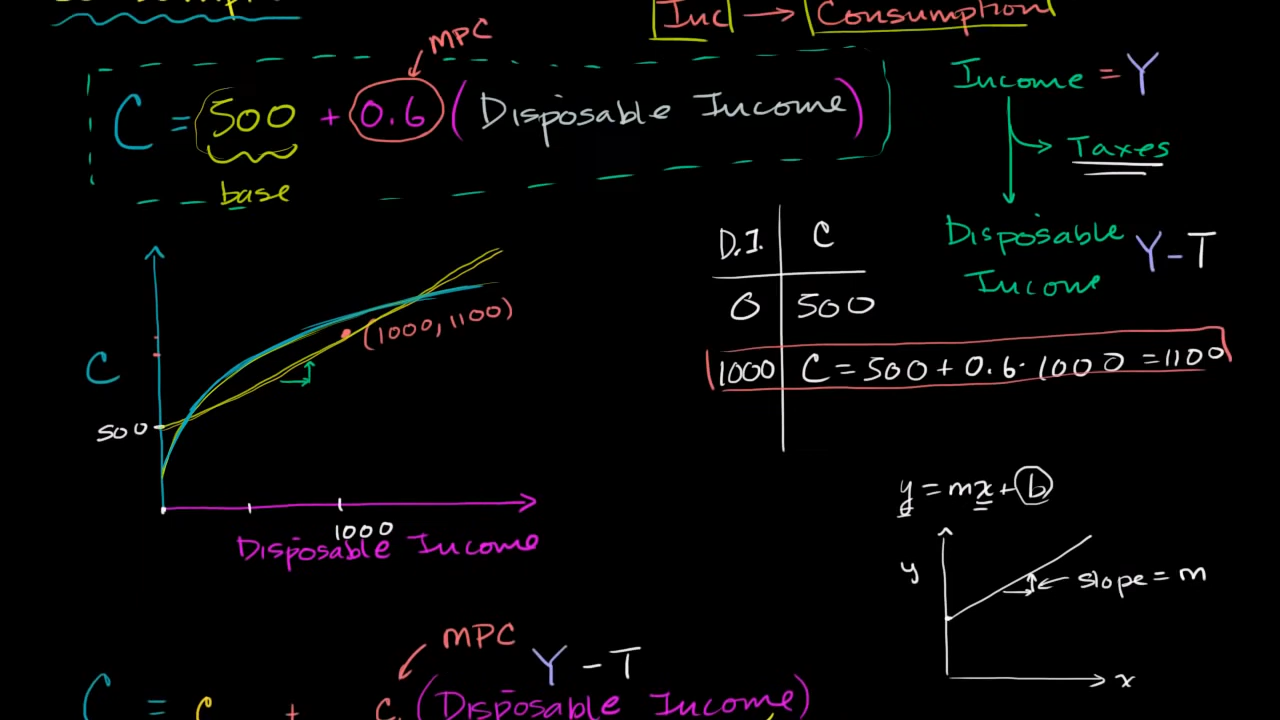 Inc → Consumption
MPC
C = 500 + 0.6 (Disposable Income)
base
Income = Y
Taxes
Disposable Income Y-T
D.I. C
0 500
1000 C = 500 + 0.6 · 1000 = 1100
C
500
(1000, 1100)
1000
Disposable Income
y = mx + b
y
slope = m
x
MPC
Y - T
C = + (Disposable Income)